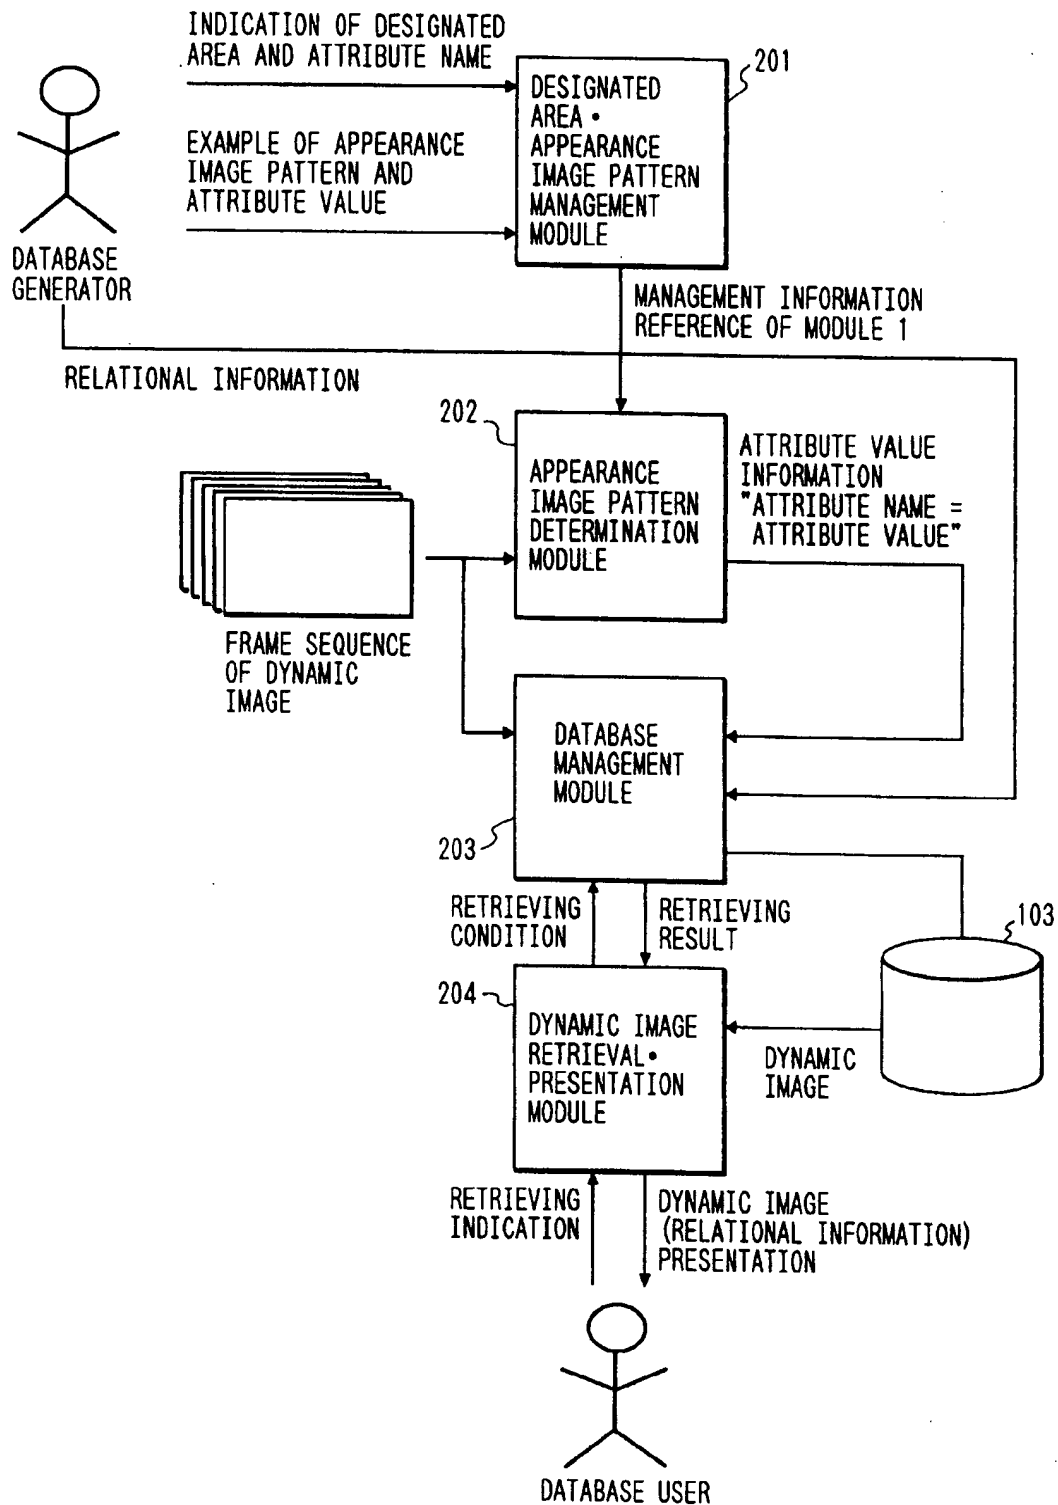 INDICATION OF DESIGNATED
AREA AND ATTRIBUTE NAME
201
DESIGNATED
AREA •
APPEARANCE
IMAGE PATTERN
MANAGEMENT
MODULE
EXAMPLE OF APPEARANCE
IMAGE PATTERN AND
ATTRIBUTE VALUE
DATABASE
GENERATOR
MANAGEMENT INFORMATION
REFERENCE OF MODULE 1
RELATIONAL INFORMATION
202
APPEARANCE
IMAGE PATTERN
DETERMINATION
MODULE
ATTRIBUTE VALUE
INFORMATION
"ATTRIBUTE NAME =
ATTRIBUTE VALUE"
FRAME SEQUENCE
OF DYNAMIC
IMAGE
DATABASE
MANAGEMENT
MODULE
203
RETRIEVING
CONDITION
RETRIEVING
RESULT
103
204
DYNAMIC IMAGE
RETRIEVAL•
PRESENTATION
MODULE
DYNAMIC
IMAGE
RETRIEVING
INDICATION
DYNAMIC IMAGE
(RELATIONAL INFORMATION)
PRESENTATION
DATABASE USER